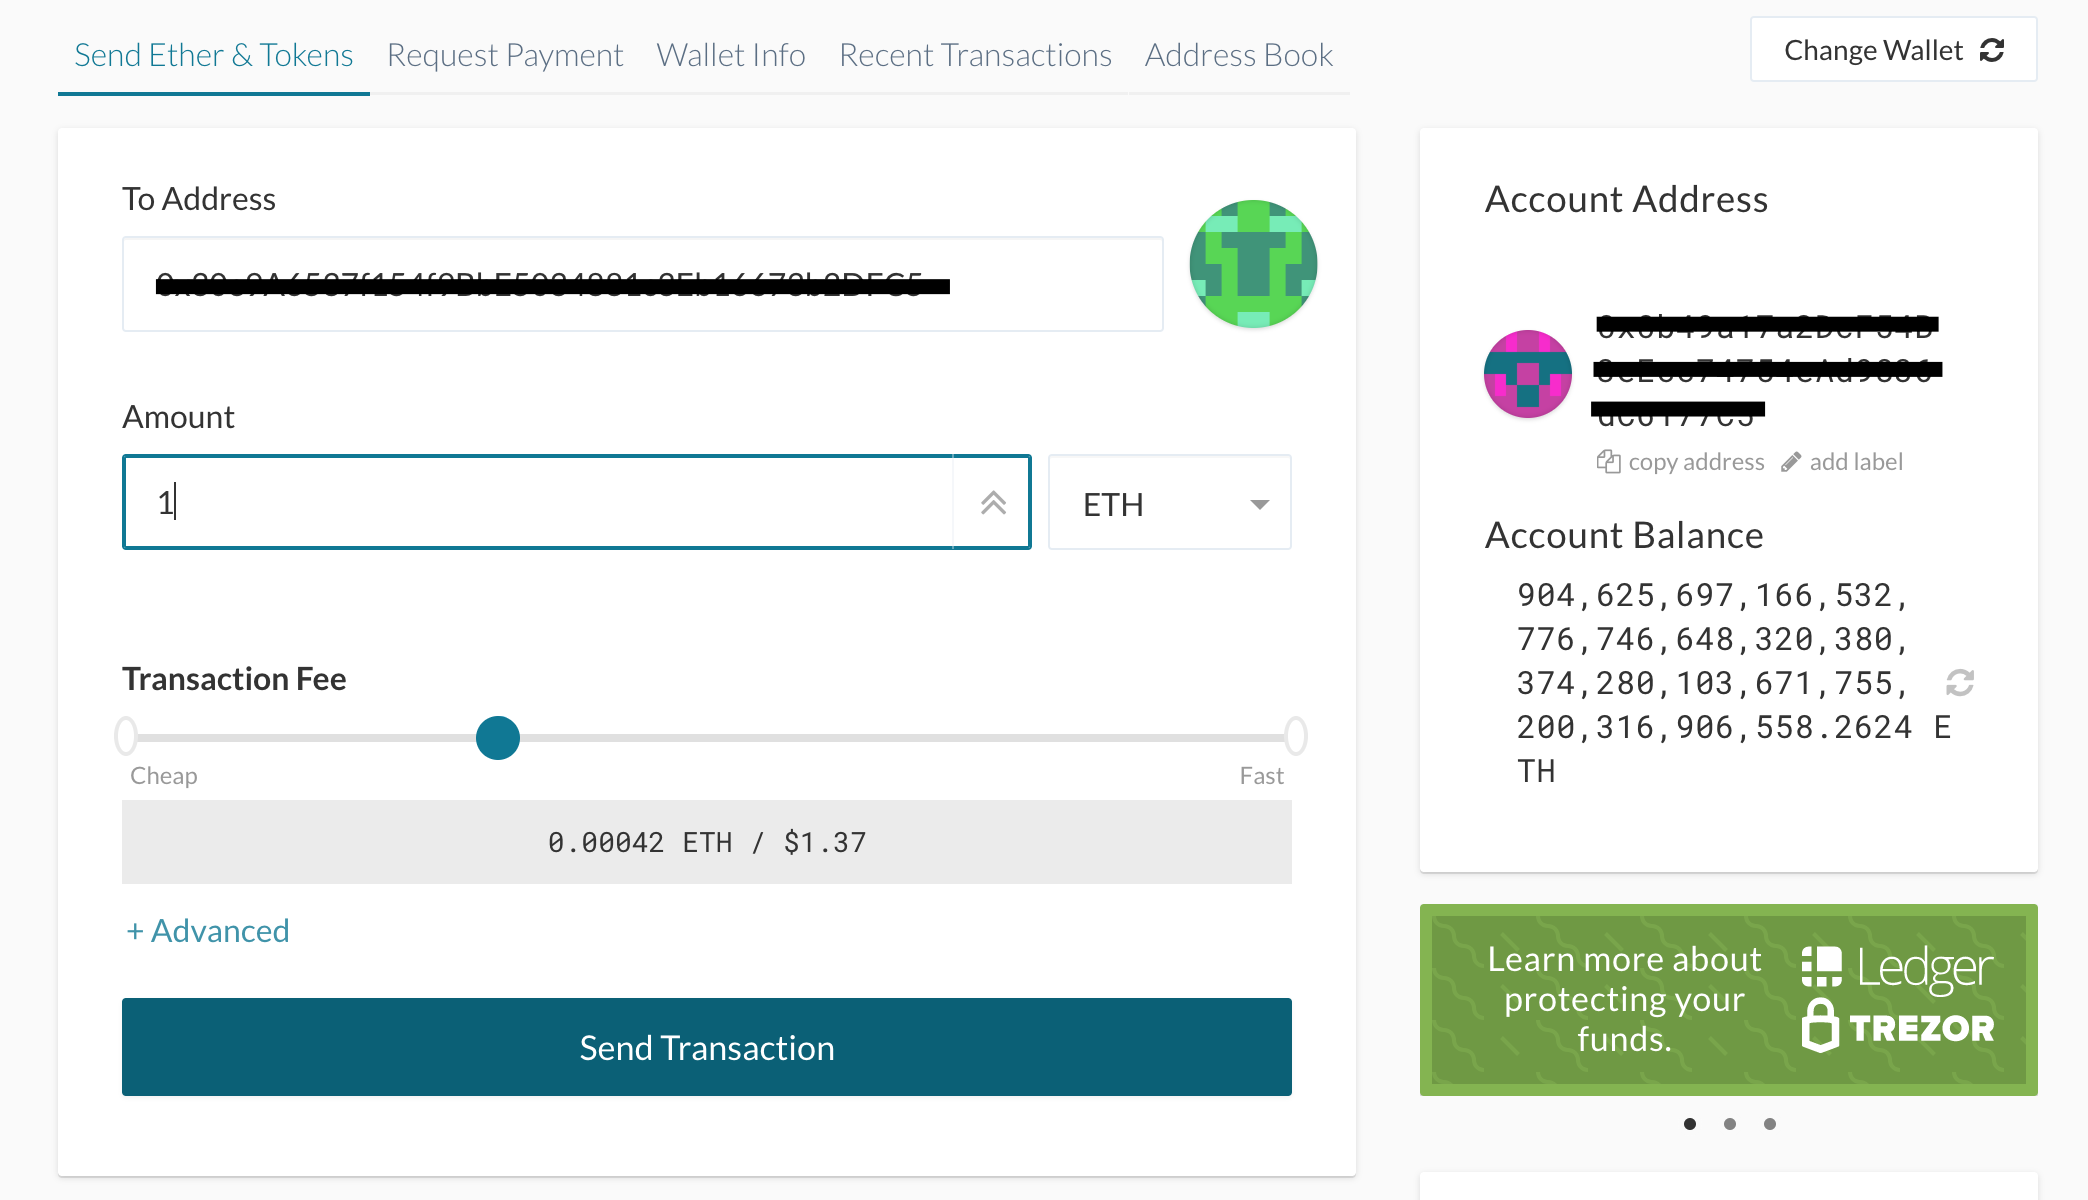 Send Ether & Tokens Request Payment Wallet Info Recent Transactions Address Book
Change Wallet
To Address
Amount
1
ETH
Transaction Fee
Cheap
Fast
0.00042 ETH / $1.37
+ Advanced
Send Transaction
Account Address
copy address add label
Account Balance
904,625,697,166,532,
776,746,648,320,380,
374,280,103,671,755,
200,316,906,558.2624 E
TH
Learn more about
protecting your
funds.
Ledger
TREZOR